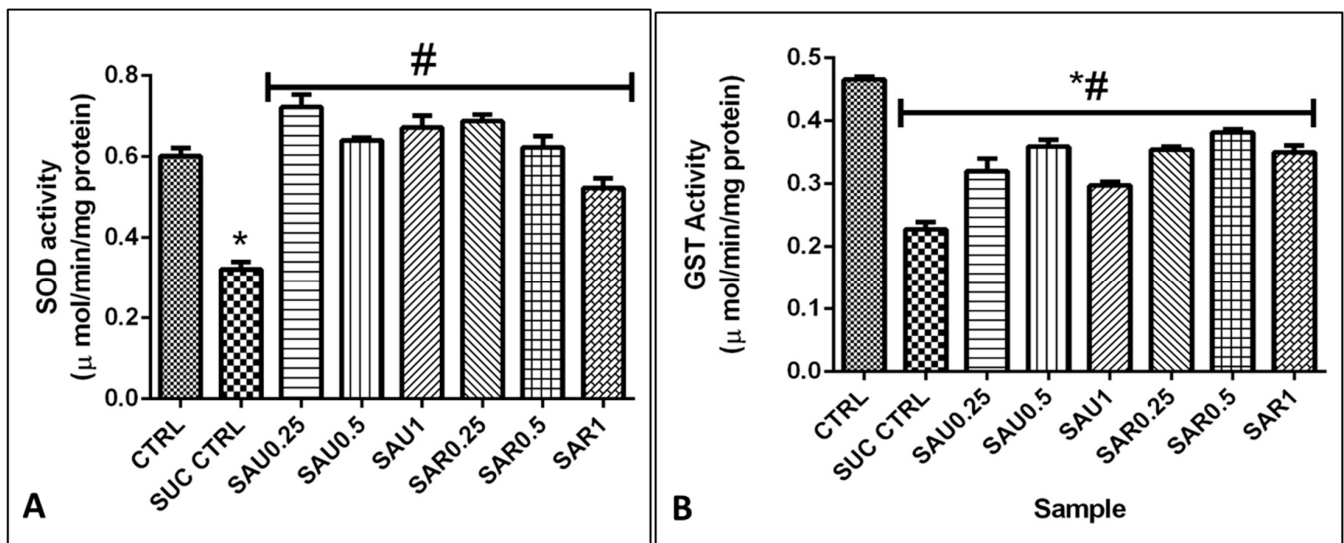 #
0.8
0.6
0.4
0.2
0.0
SOD activity
(μ mol/min/mg protein)
*
CTRL
SUC CTRL
SAU0.25
SAU0.5
SAU1
SAR0.25
SAR0.5
SAR1
A
*#
0.5
0.4
0.3
0.2
0.1
0.0
GST Activity
(μ mol/min/mg protein)
CTRL
SUC CTRL
SAU0.25
SAU0.5
SAU1
SAR0.25
SAR0.5
SAR1
Sample
B